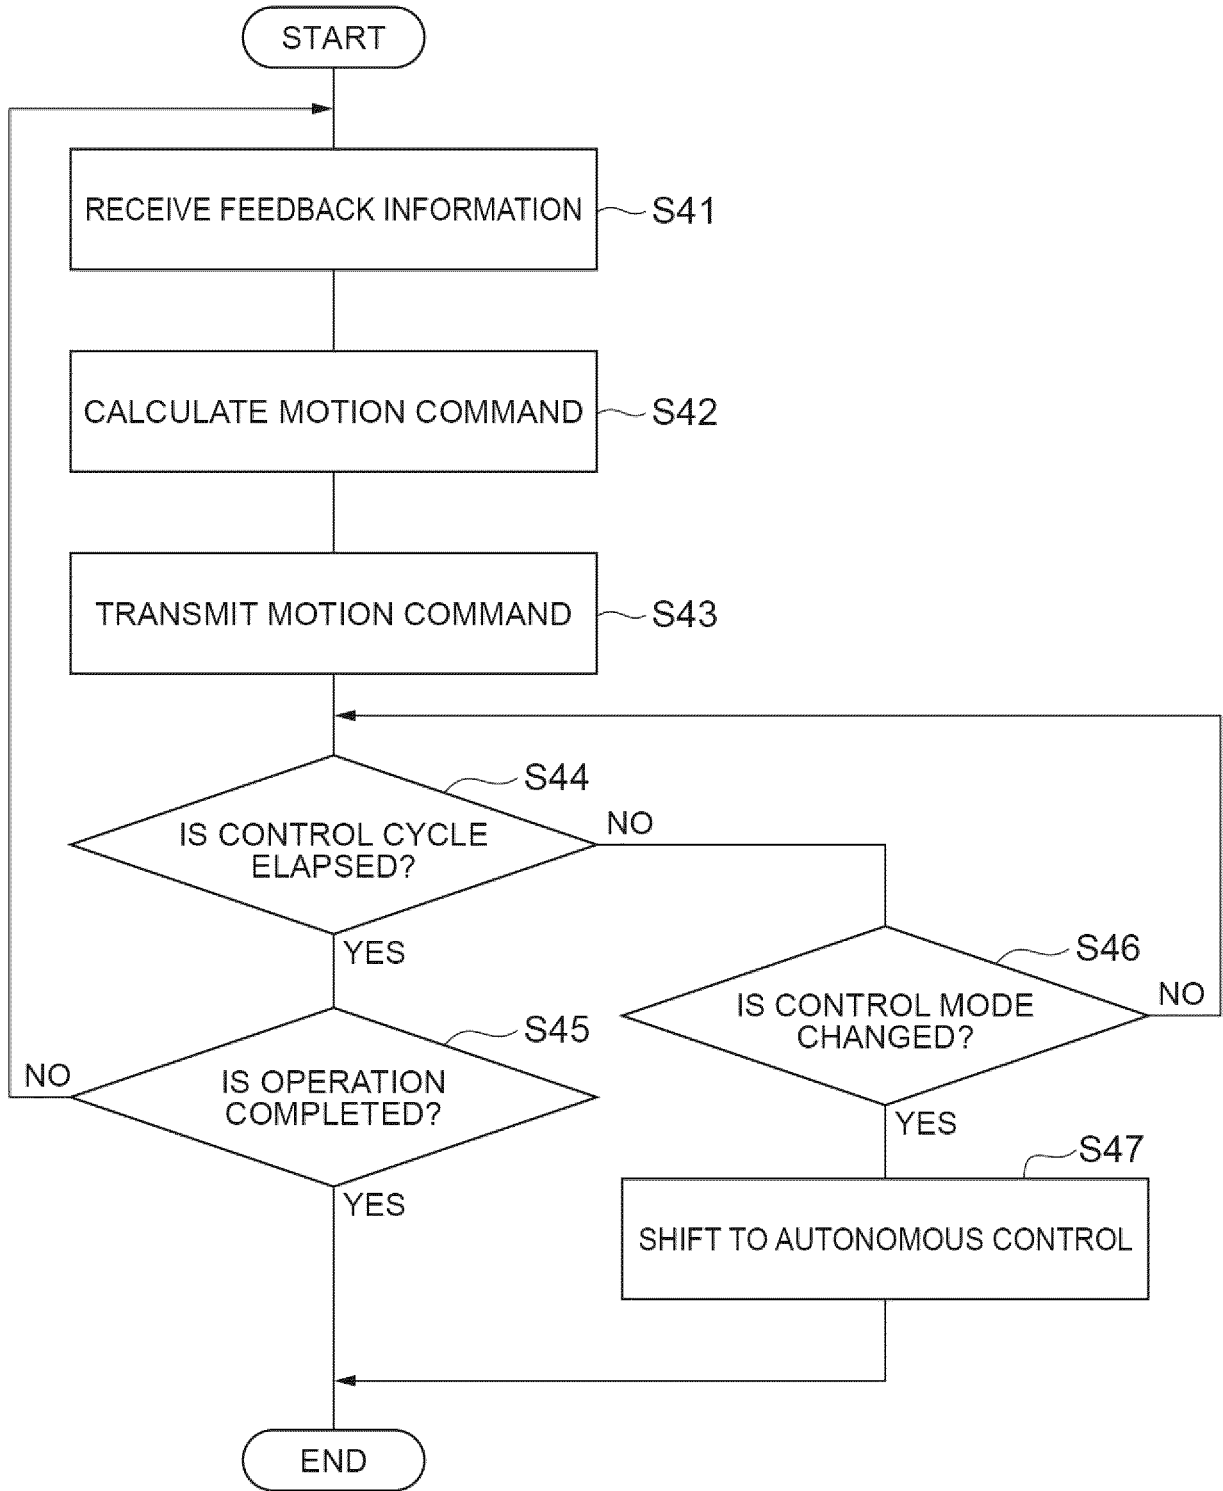 START
RECEIVE FEEDBACK INFORMATION
S41
CALCULATE MOTION COMMAND
S42
TRANSMIT MOTION COMMAND
S43
S44
IS CONTROL CYCLE
ELAPSED?
NO
YES
S46
IS CONTROL MODE
CHANGED?
NO
YES
S45
IS OPERATION
COMPLETED?
NO
YES
S47
SHIFT TO AUTONOMOUS CONTROL
END